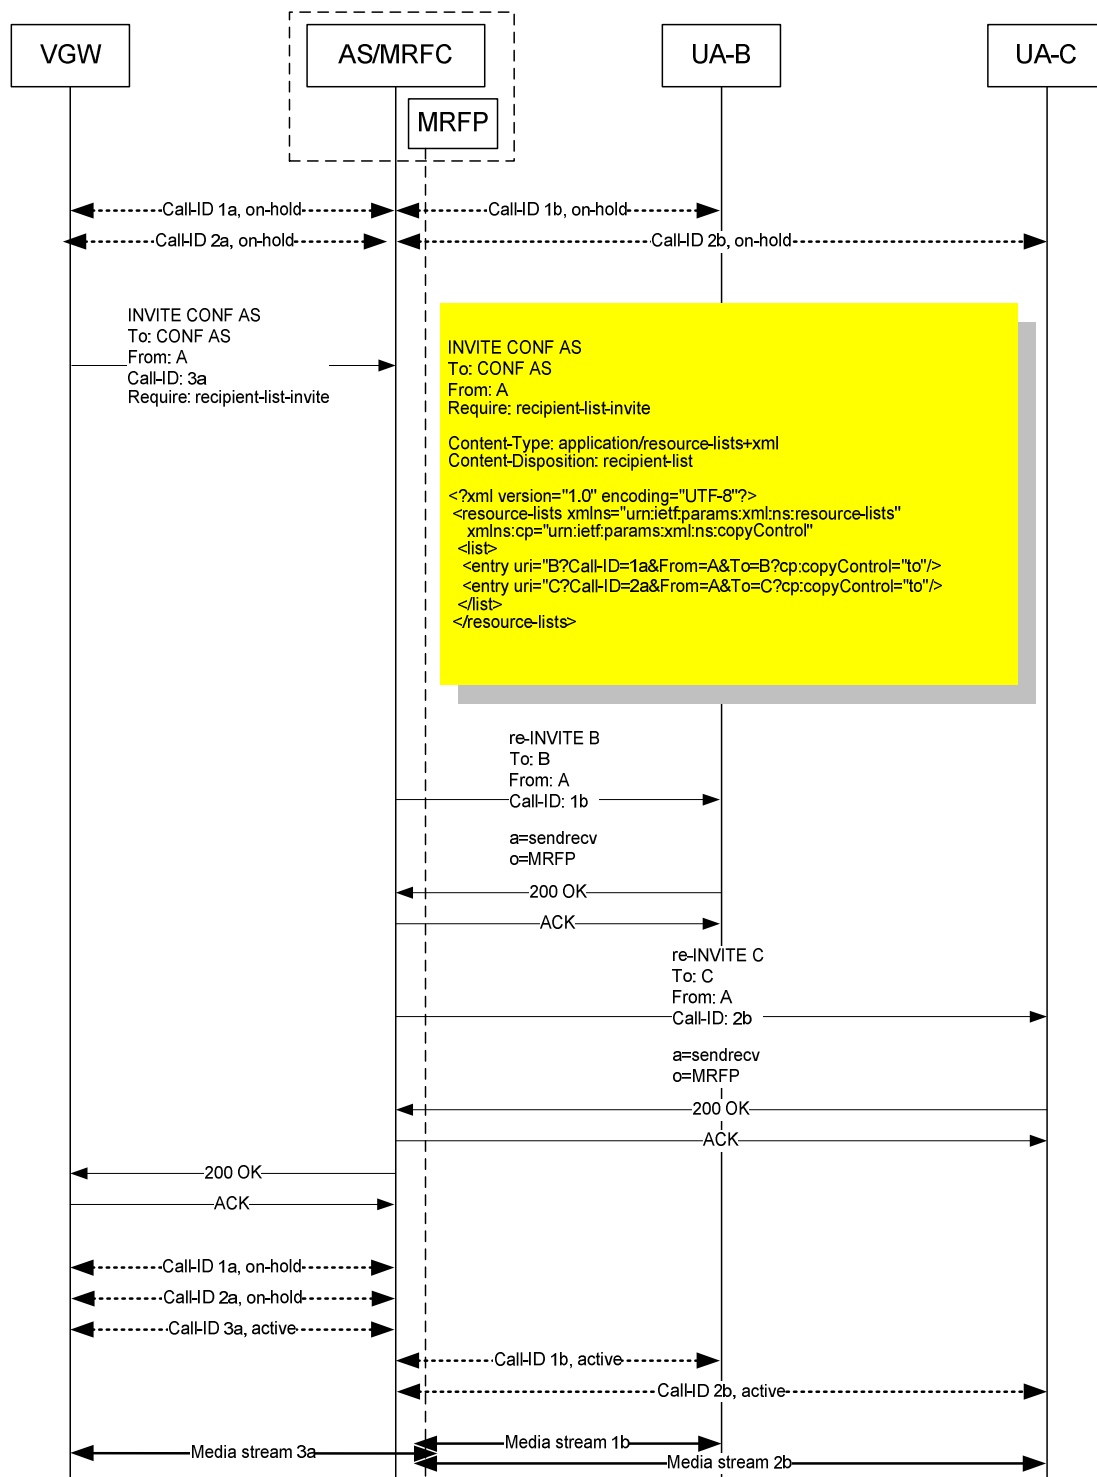 VGW
AS/MRFC
UA-B
UA-C
MRFP
Call-ID 1a, on-hold
Call-ID 1b, on-hold
Call-ID 2a, on-hold
Call-ID 2b, on-hold
INVITE CONF AS
To: CONF AS
From: A
Call-ID: 3a
Require: recipient-list-invite
INVITE CONF AS
To: CONF AS
From: A
Require: recipient-list-invite
Content-Type: application/resource-lists+xml
Content-Disposition: recipient-list
<?xml version="1.0" encoding="UTF-8"?>
<resource-lists xmlns="urn:ietf:params:xml:ns:resource-lists"
xmlns:cp="urn:ietf:params:xml:ns:copyControl"
<list>
<entry uri="B?Call-ID=1a&From=A&To=B?cp:copyControl="to"/>
<entry uri="C?Call-ID=2a&From=A&To=C?cp:copyControl="to"/>
</list>
</resource-lists>
re-INVITE B
To: B
From: A
Call-ID: 1b
a=sendrecv
o=MRFP
200 OK
ACK
re-INVITE C
To: C
From: A
Call-ID: 2b
a=sendrecv
o=MRFP
200 OK
ACK
200 OK
ACK
Call-ID 1a, on-hold
Call-ID 2a, on-hold
Call-ID 3a, active
Call-ID 1b, active
Call-ID 2b, active
Media stream 1b
Media stream 3a
Media stream 2b